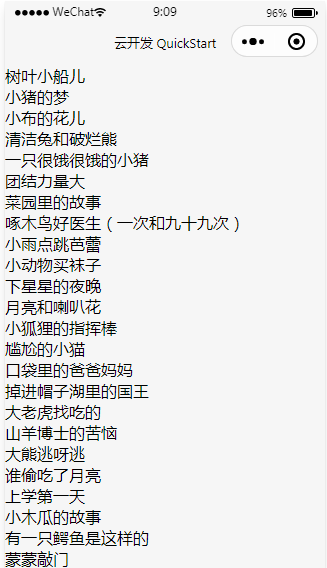 ●●●●● WeChat 9:09 96%
云开发 QuickStart
树叶小船儿
小猪的梦
小布的花儿
清洁兔和破烂熊
一只很饿很饿的小猪
团结力量大
菜园里的故事
啄木鸟好医生（一次和九十九次）
小雨点跳芭蕾
小动物买袜子
下星星的夜晚
月亮和喇叭花
小狐狸的指挥棒
尴尬的小猫
口袋里的爸爸妈妈
掉进帽子湖里的国王
大老虎找吃的
山羊博士的苦恼
大熊逃呀逃
谁偷吃了月亮
上学第一天
小木瓜的故事
有一只鳄鱼是这样的
蒙蒙敲门